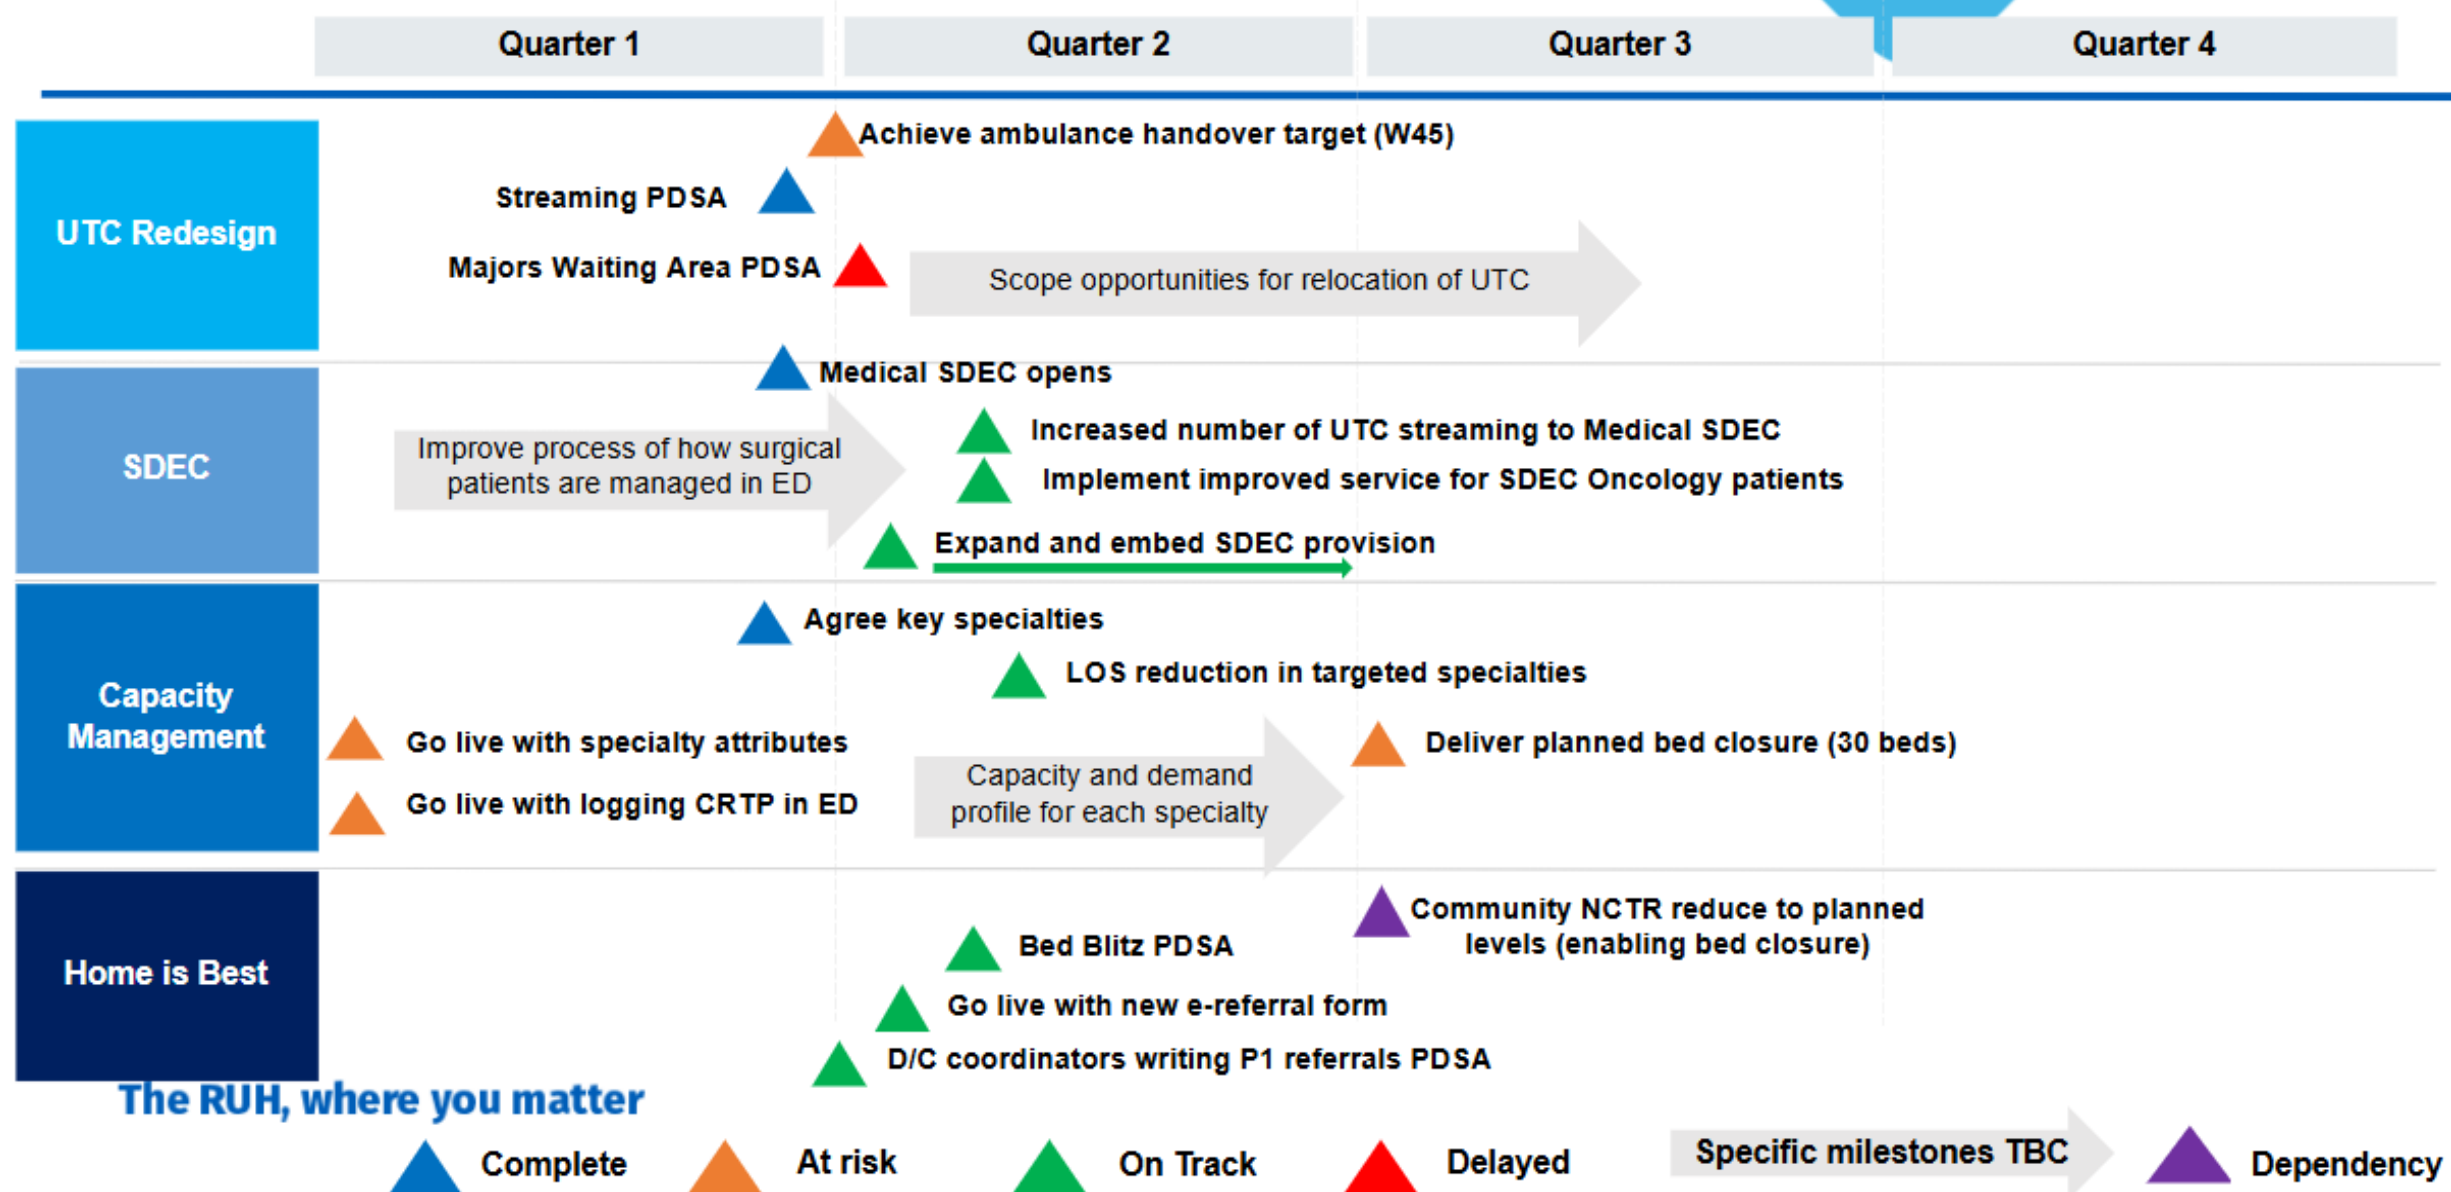 Quarter 1
Quarter 2
Quarter 3
Quarter 4
UTC Redesign
Achieve ambulance handover target (W45)
Streaming PDSA
Majors Waiting Area PDSA
Scope opportunities for relocation of UTC
SDEC
Medical SDEC opens
Improve process of how surgical
patients are managed in ED
Increased number of UTC streaming to Medical SDEC
Implement improved service for SDEC Oncology patients
Expand and embed SDEC provision
Capacity
Management
Agree key specialties
LOS reduction in targeted specialties
Go live with specialty attributes
Go live with logging CRTP in ED
Capacity and demand
profile for each specialty
Deliver planned bed closure (30 beds)
Home is Best
Community NCTR reduce to planned
levels (enabling bed closure)
Bed Blitz PDSA
Go live with new e-referral form
D/C coordinators writing P1 referrals PDSA
The RUH, where you matter
Complete
At risk
On Track
Delayed
Specific milestones TBC
Dependency